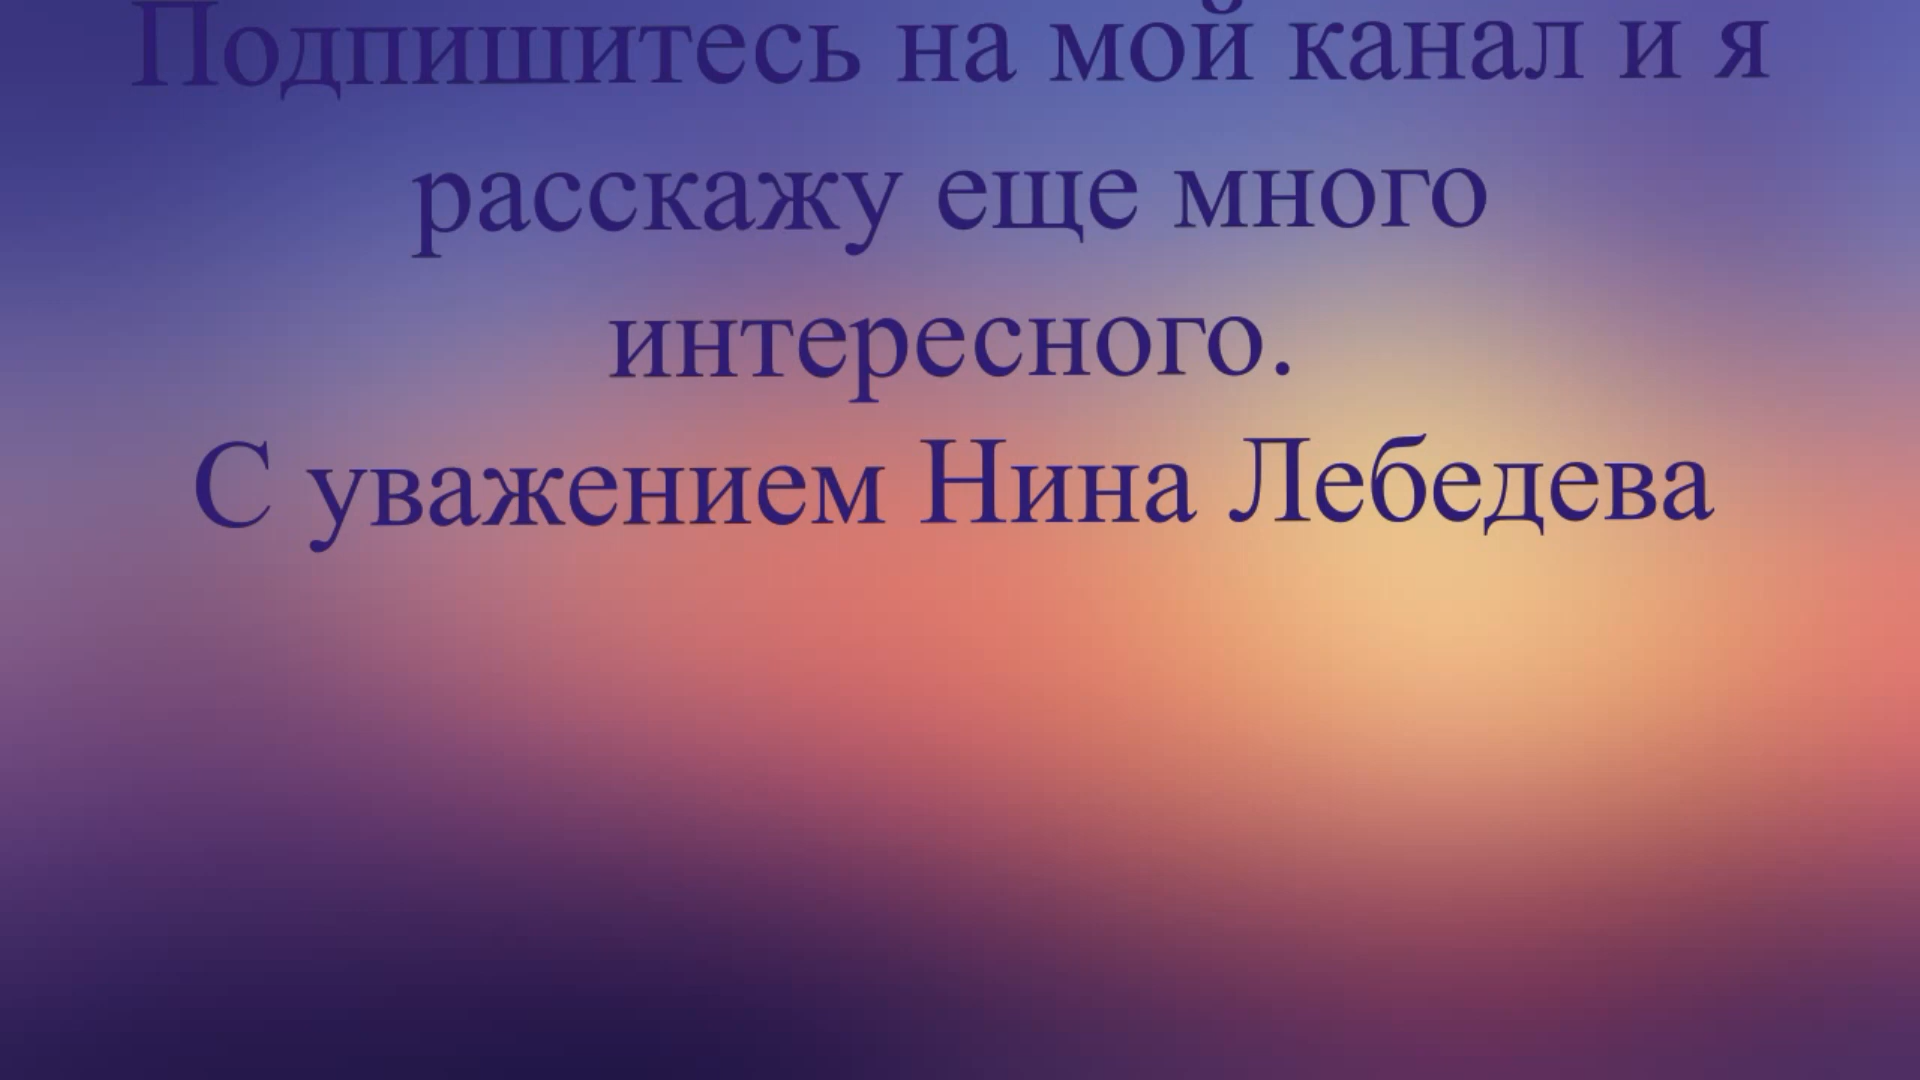 Подпишитесь на мой канал и я
расскажу еще много
интересного.
С уважением Нина Лебедева